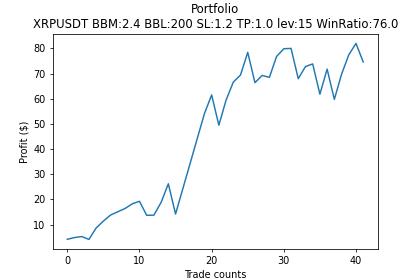 Portfolio
XRPUSDT BBM:2.4 BBL:200 SL:1.2 TP:1.0 lev:15 WinRatio:76.0
80
70
60
50
40
30
20
10
Profit ($)
0 10 20 30 40
Trade counts